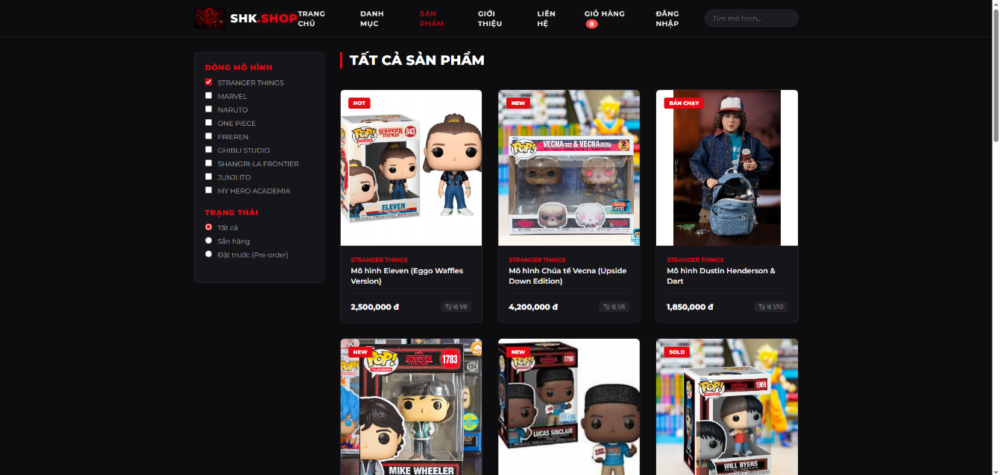 SHK.SHOP
TRANG CHỦ
DANH MỤC
SẢN PHẨM
GIỚI THIỆU
LIÊN HỆ
GIỎ HÀNG 0
ĐĂNG NHẬP
Tìm mô hình...
DÒNG MÔ HÌNH
STRANGER THINGS
MARVEL
NARUTO
ONE PIECE
FRIEREN
GHIBLI STUDIO
SHANGRI-LA FRONTIER
JUNJI ITO
MY HERO ACADEMIA
TRẠNG THÁI
Tất cả
Sẵn hàng
Đặt trước (Pre-order)
TẤT CẢ SẢN PHẨM
HOT
POP!
STRANGER THINGS
843
ELEVEN
STRANGER THINGS
Mô hình Eleven (Eggo Waffles
Version)
2,500,000 đ
Tỷ lệ 1/6
NEW
POP!
VECNA & VECNA
2
STRANGER THINGS
Mô hình Chúa tể Vecna (Upside
Down Edition)
4,200,000 đ
Tỷ lệ 1/6
BÁN CHẠY
STRANGER THINGS
Mô hình Dustin Henderson &
Dart
1,850,000 đ
Tỷ lệ 1/10
NEW
POP!
TELEVISION
STRANGER THINGS
1783
MIKE WHEELER
NEW
POP!
1798
LUCAS SINCLAIR
SOLD
POP!
1909
WILL BYERS